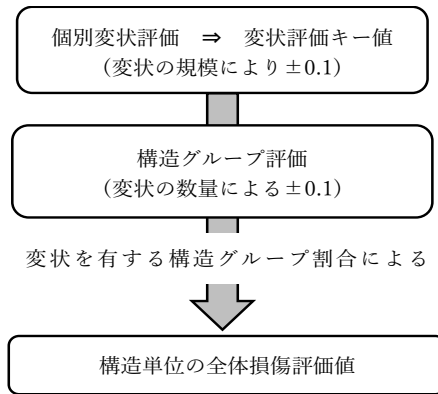 個別変状評価 ⇒ 変状評価キー値
(変状の規模により±0.1)
構造グループ評価
(変状の数量による±0.1)
変状を有する構造グループ割合による
構造単位の全体損傷評価値